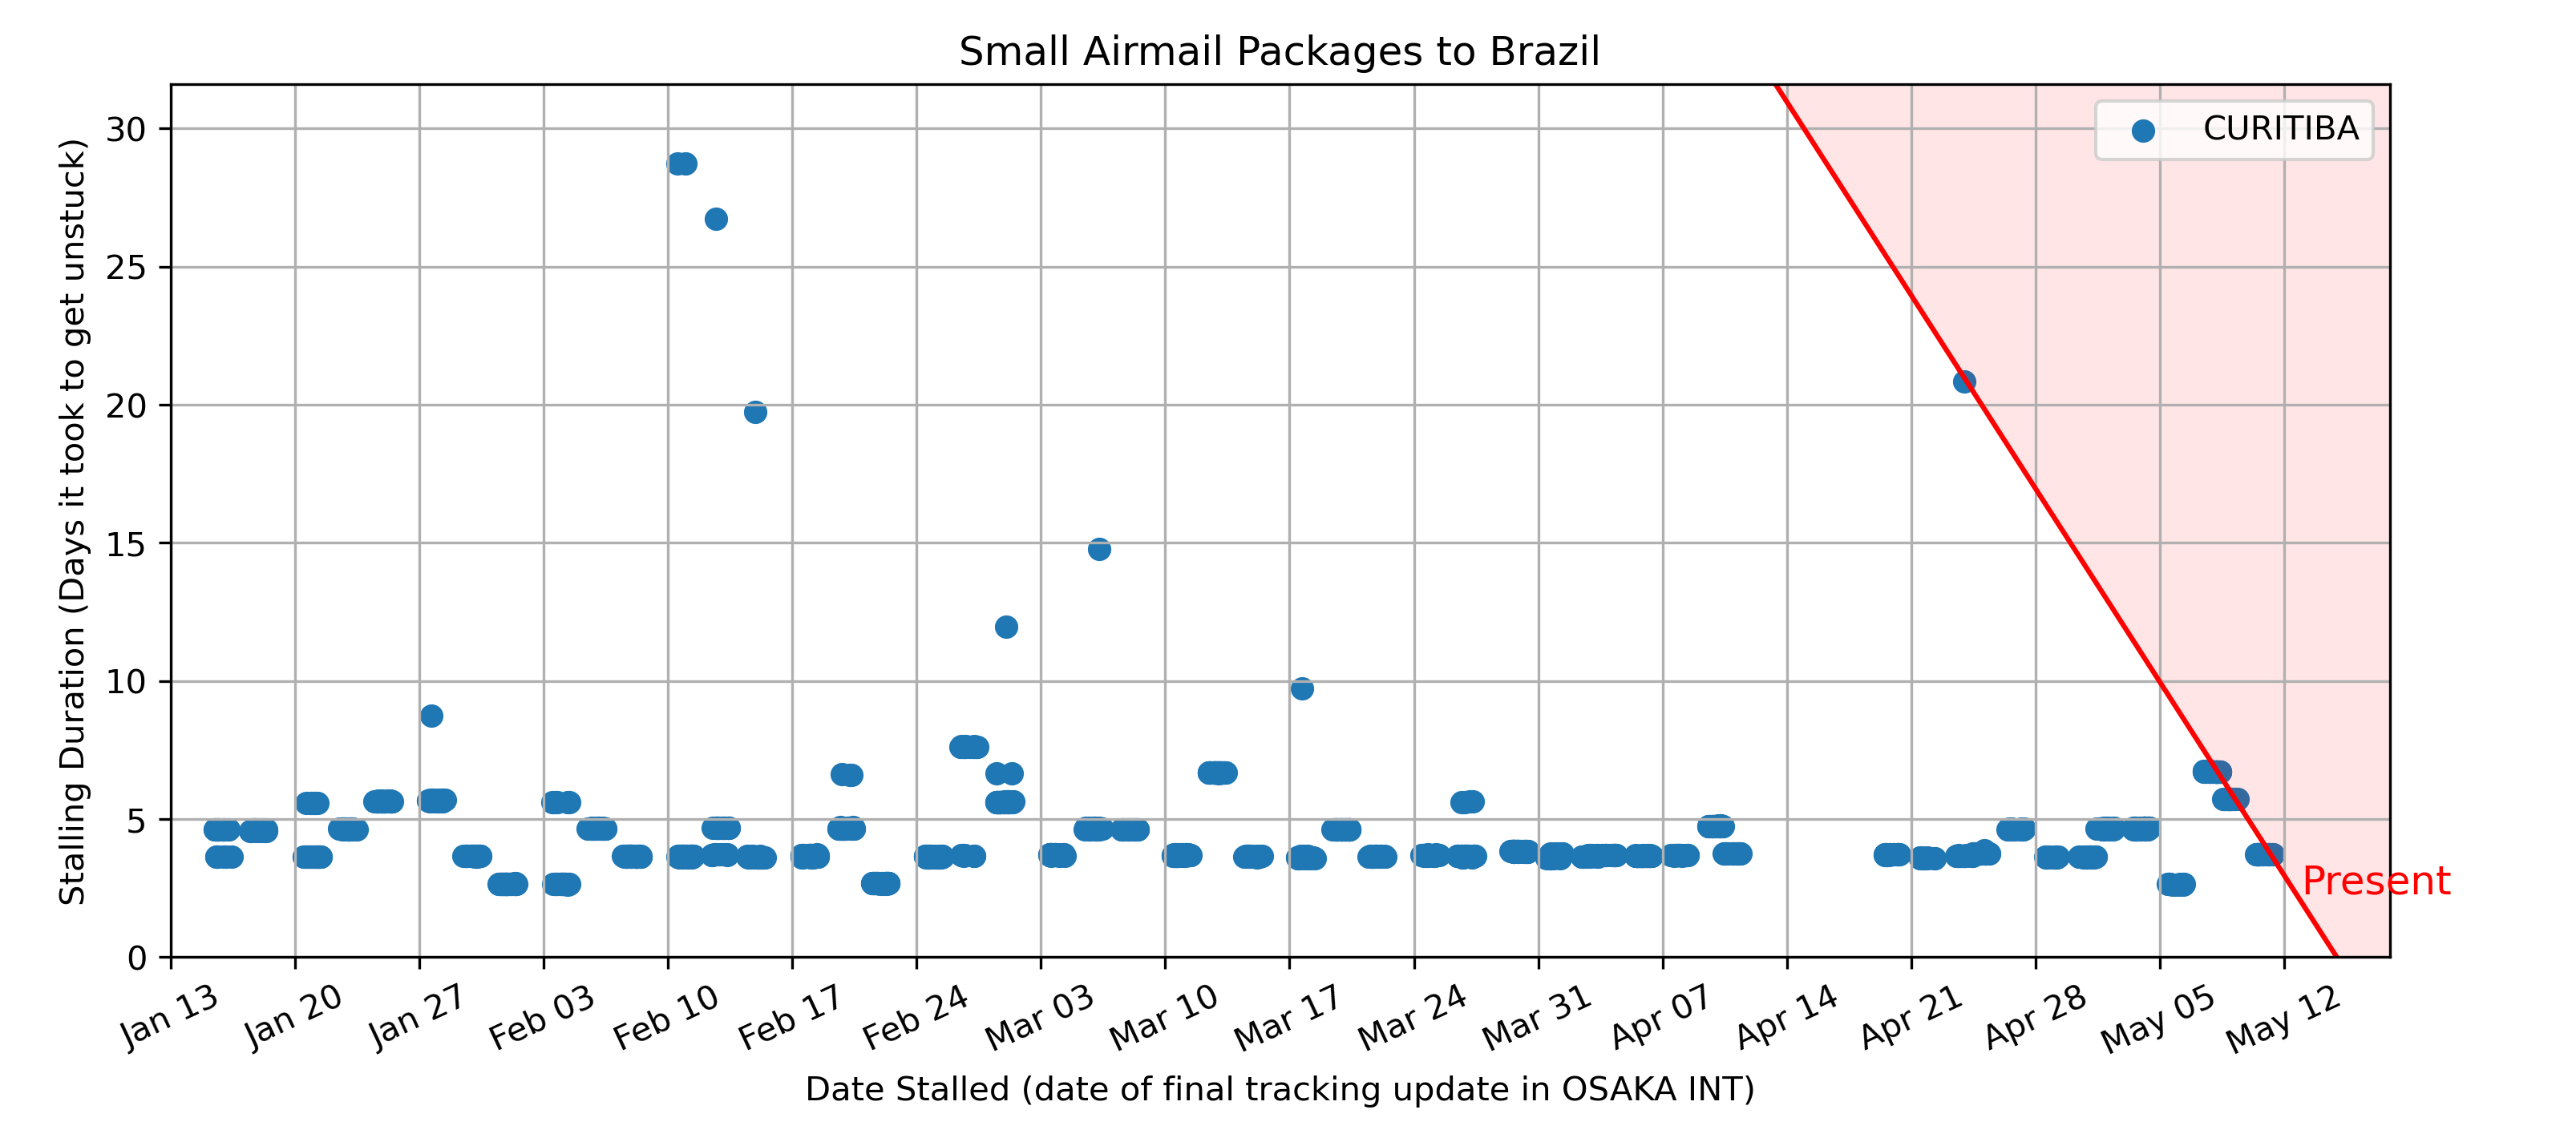 Small Airmail Packages to Brazil
CURITIBA
Stalling Duration (Days it took to get unstuck)
30
25
20
15
10
5
0
Present
Jan 13
Jan 20
Jan 27
Feb 03
Feb 10
Feb 17
Feb 24
Mar 03
Mar 10
Mar 17
Mar 24
Mar 31
Apr 07
Apr 14
Apr 21
Apr 28
May 05
May 12
Date Stalled (date of final tracking update in OSAKA INT)